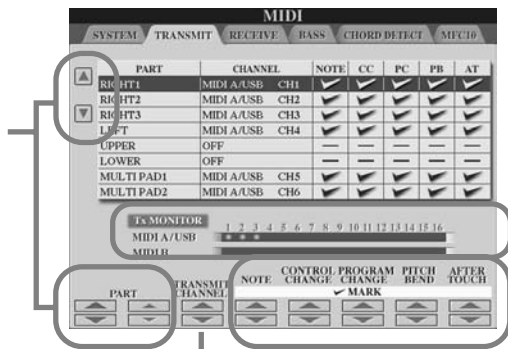 MIDI
SYSTEM TRANSMIT RECEIVE BASS CHORD DETECT MFC10
PART CHANNEL NOTE CC PC PB AT
RIGHT1 MIDI A/USB CH1
RIGHT2 MIDI A/USB CH2
RIGHT3 MIDI A/USB CH3
LEFT MIDI A/USB CH4
UPPER OFF — — — — —
LOWER OFF — — — — —
MULTI PAD1 MIDI A/USB CH5
MULTI PAD2 MIDI A/USB CH6
Tx MONITOR 1 2 3 4 5 6 7 8 9 10 11 12 13 14 15 16
MIDI A/USB
MIDI B
PART TRANSMIT CHANNEL NOTE CONTROL CHANGE PROGRAM CHANGE PITCH BEND AFTER TOUCH
MARK